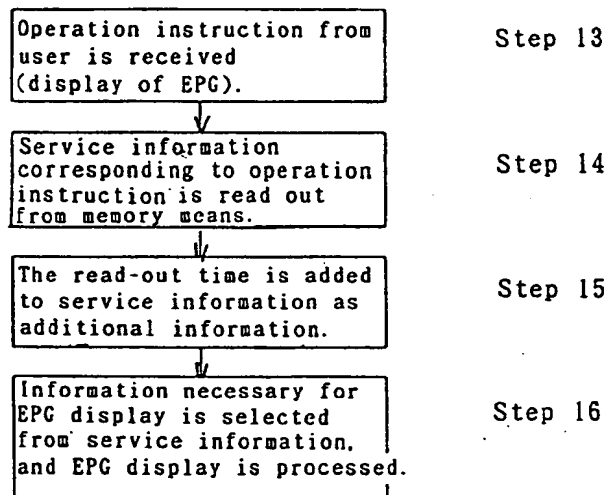 Operation instruction from
user is received
(display of EPG).
Step 13
Service information
corresponding to operation
instruction is read out
from memory means.
Step 14
The read-out time is added
to service information as
additional information.
Step 15
Information necessary for
EPG display is selected
from service information,
and EPG display is processed.
Step 16